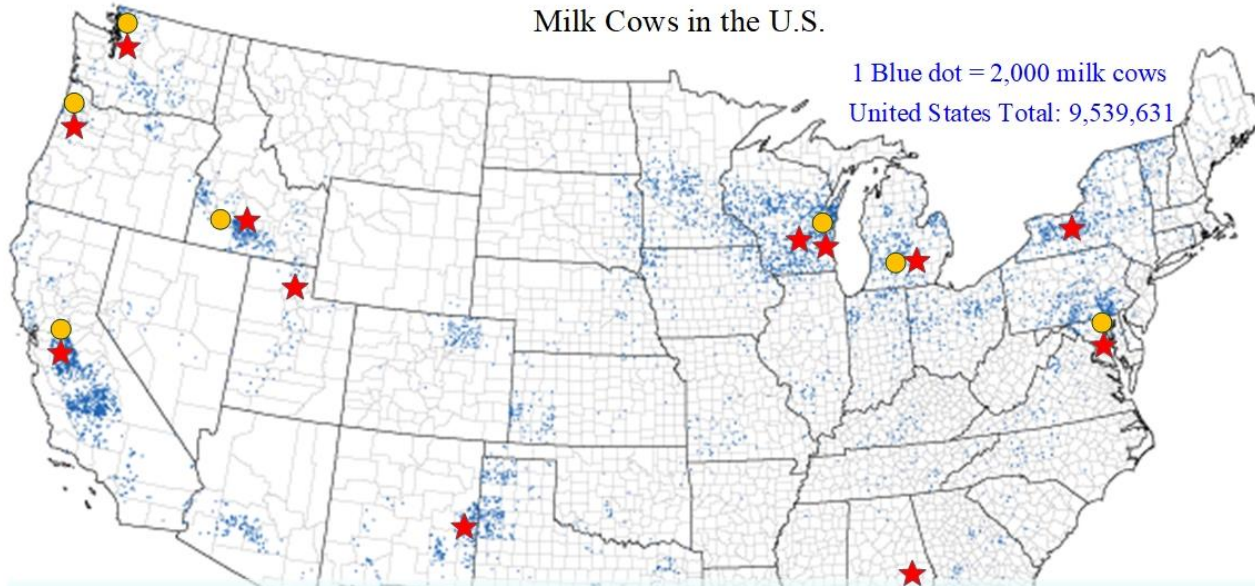 Milk Cows in the U.S.
1 Blue dot = 2,000 milk cows
United States Total: 9,539,631